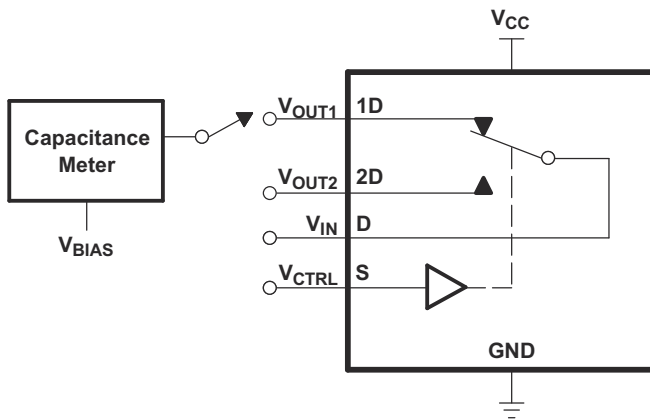 VCC
VOUT1 1D
Capacitance
Meter
VOUT2 2D
VIN D
VBIAS
VCTRL S
GND